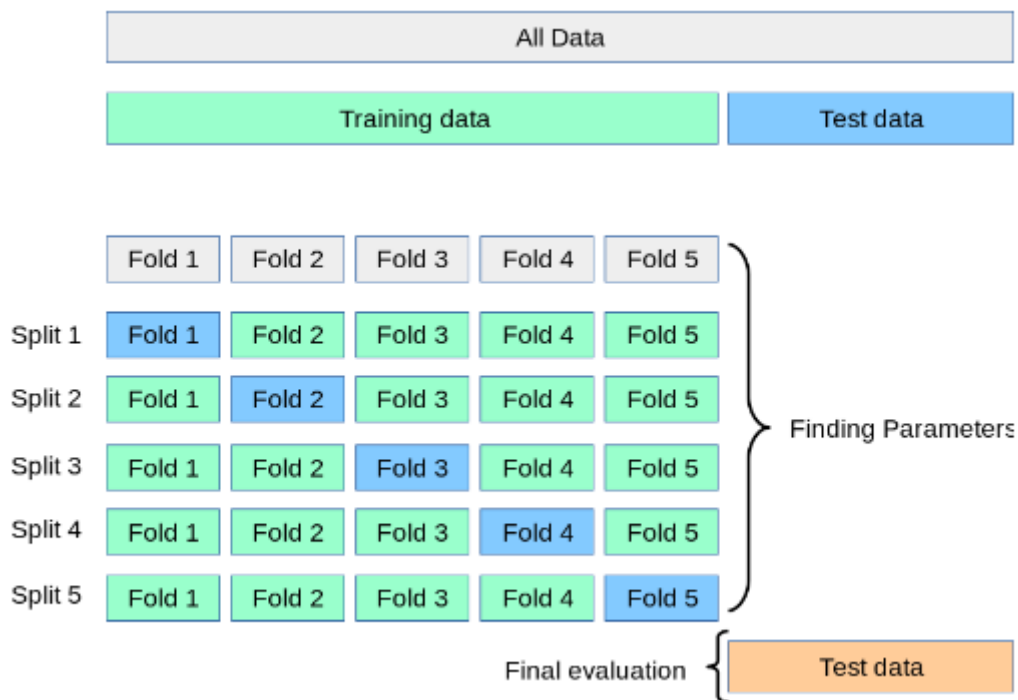 All Data
Training data Test data
Fold 1 Fold 2 Fold 3 Fold 4 Fold 5
Split 1 Fold 1 Fold 2 Fold 3 Fold 4 Fold 5
Split 2 Fold 1 Fold 2 Fold 3 Fold 4 Fold 5
Finding Parameters
Split 3 Fold 1 Fold 2 Fold 3 Fold 4 Fold 5
Split 4 Fold 1 Fold 2 Fold 3 Fold 4 Fold 5
Split 5 Fold 1 Fold 2 Fold 3 Fold 4 Fold 5
Final evaluation Test data